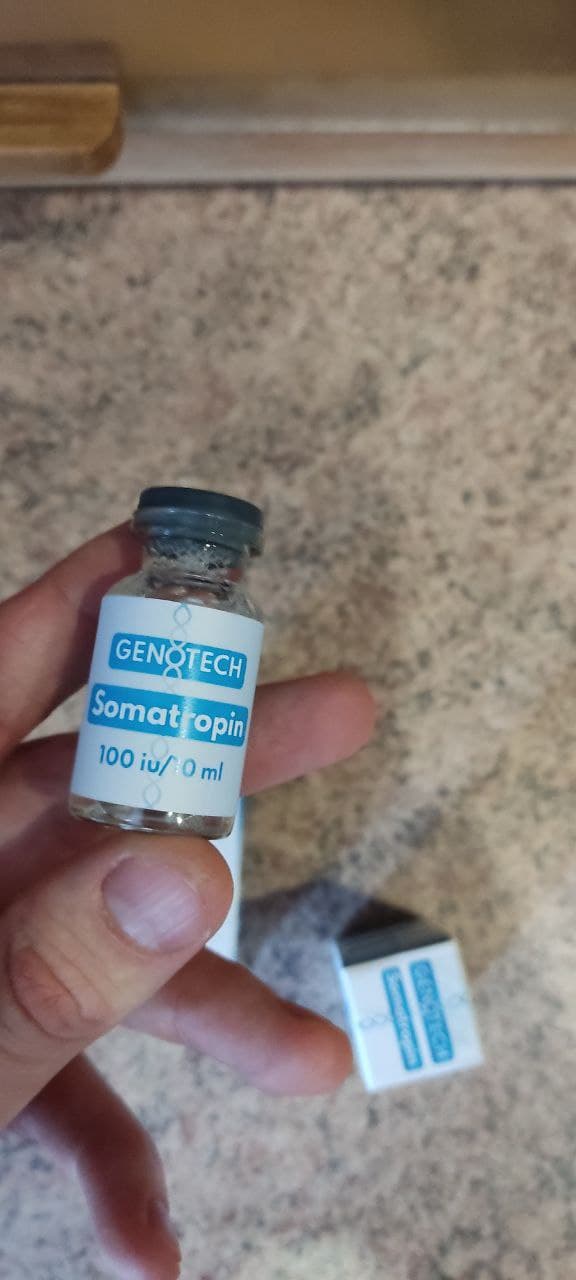 GENOTECH
Somatropin
100 iu/10 ml
GENOTECH
Somatropin